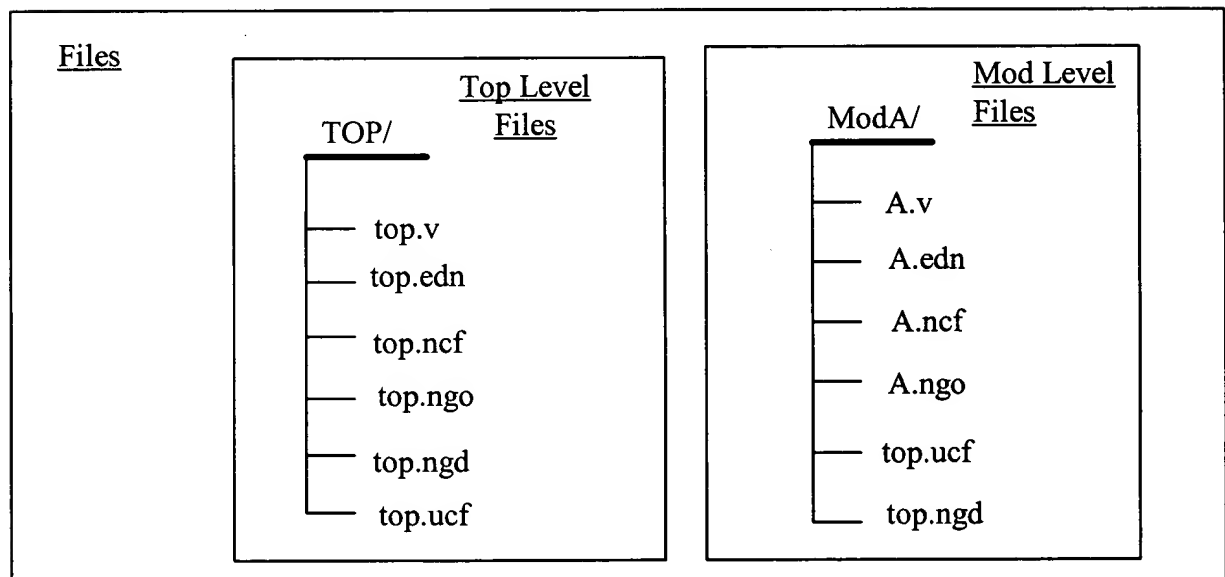 Files
Top Level
Files
TOP/
top.v
top.edn
top.ncf
top.ngo
top.ngd
top.ucf
Mod Level
Files
ModA/
A.v
A.edn
A.ncf
A.ngo
top.ucf
top.ngd